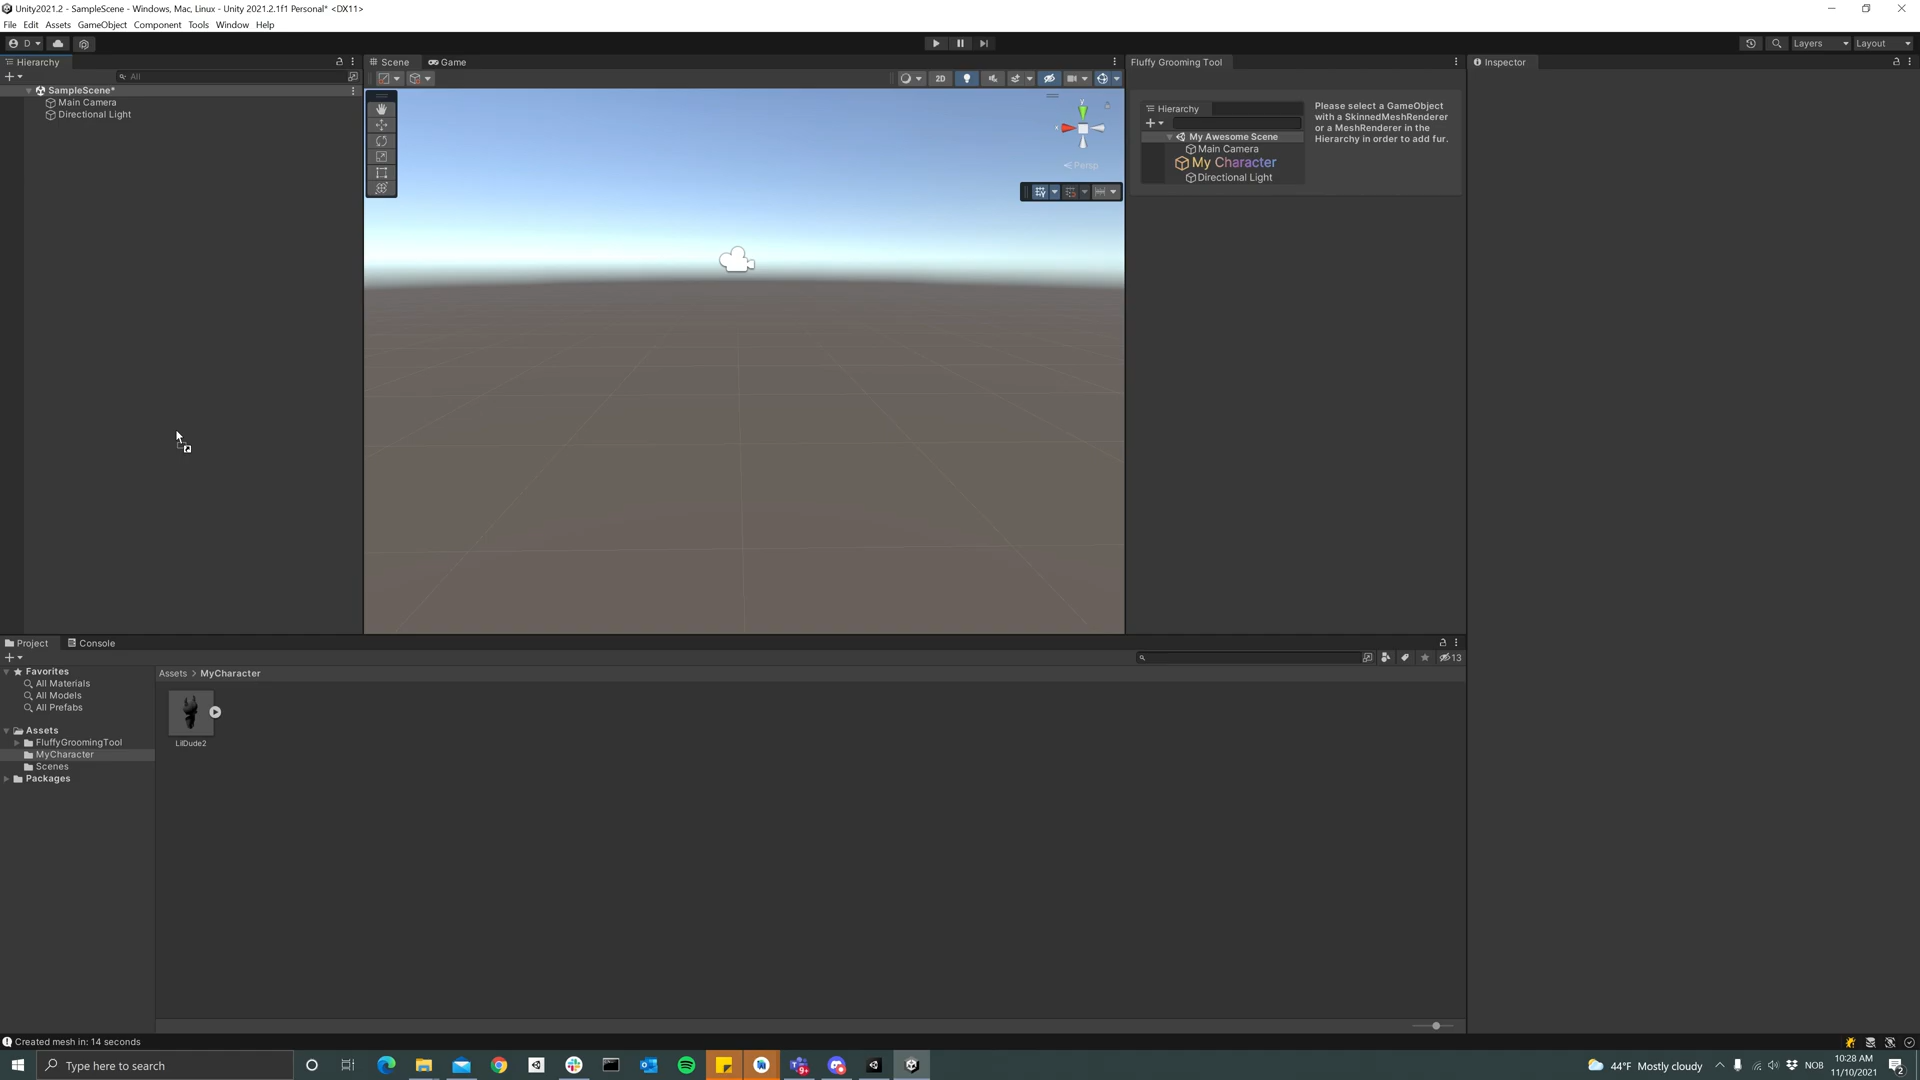 Unity2021.2 - SampleScene - Windows, Mac, Linux - Unity 2021.2.1f1 Personal* <DX11>
File Edit Assets GameObject Component Tools Window Help
D
Layers
Layout
Hierarchy
All
SampleScene*
Main Camera
Directional Light
Scene
Game
2D
y
x
Persp
Fluffy Grooming Tool
Hierarchy
My Awesome Scene
Main Camera
My Character
Directional Light
Please select a GameObject
with a SkinnedMeshRenderer
or a MeshRenderer in the
Hierarchy in order to add fur.
Inspector
Project
Console
13
Favorites
All Materials
All Models
All Prefabs
Assets
FluffyGroomingTool
MyCharacter
Scenes
Packages
Assets > MyCharacter
LilDude2
Created mesh in: 14 seconds
Type here to search
9+
44°F Mostly cloudy
NOB
10:28 AM
11/10/2021
2